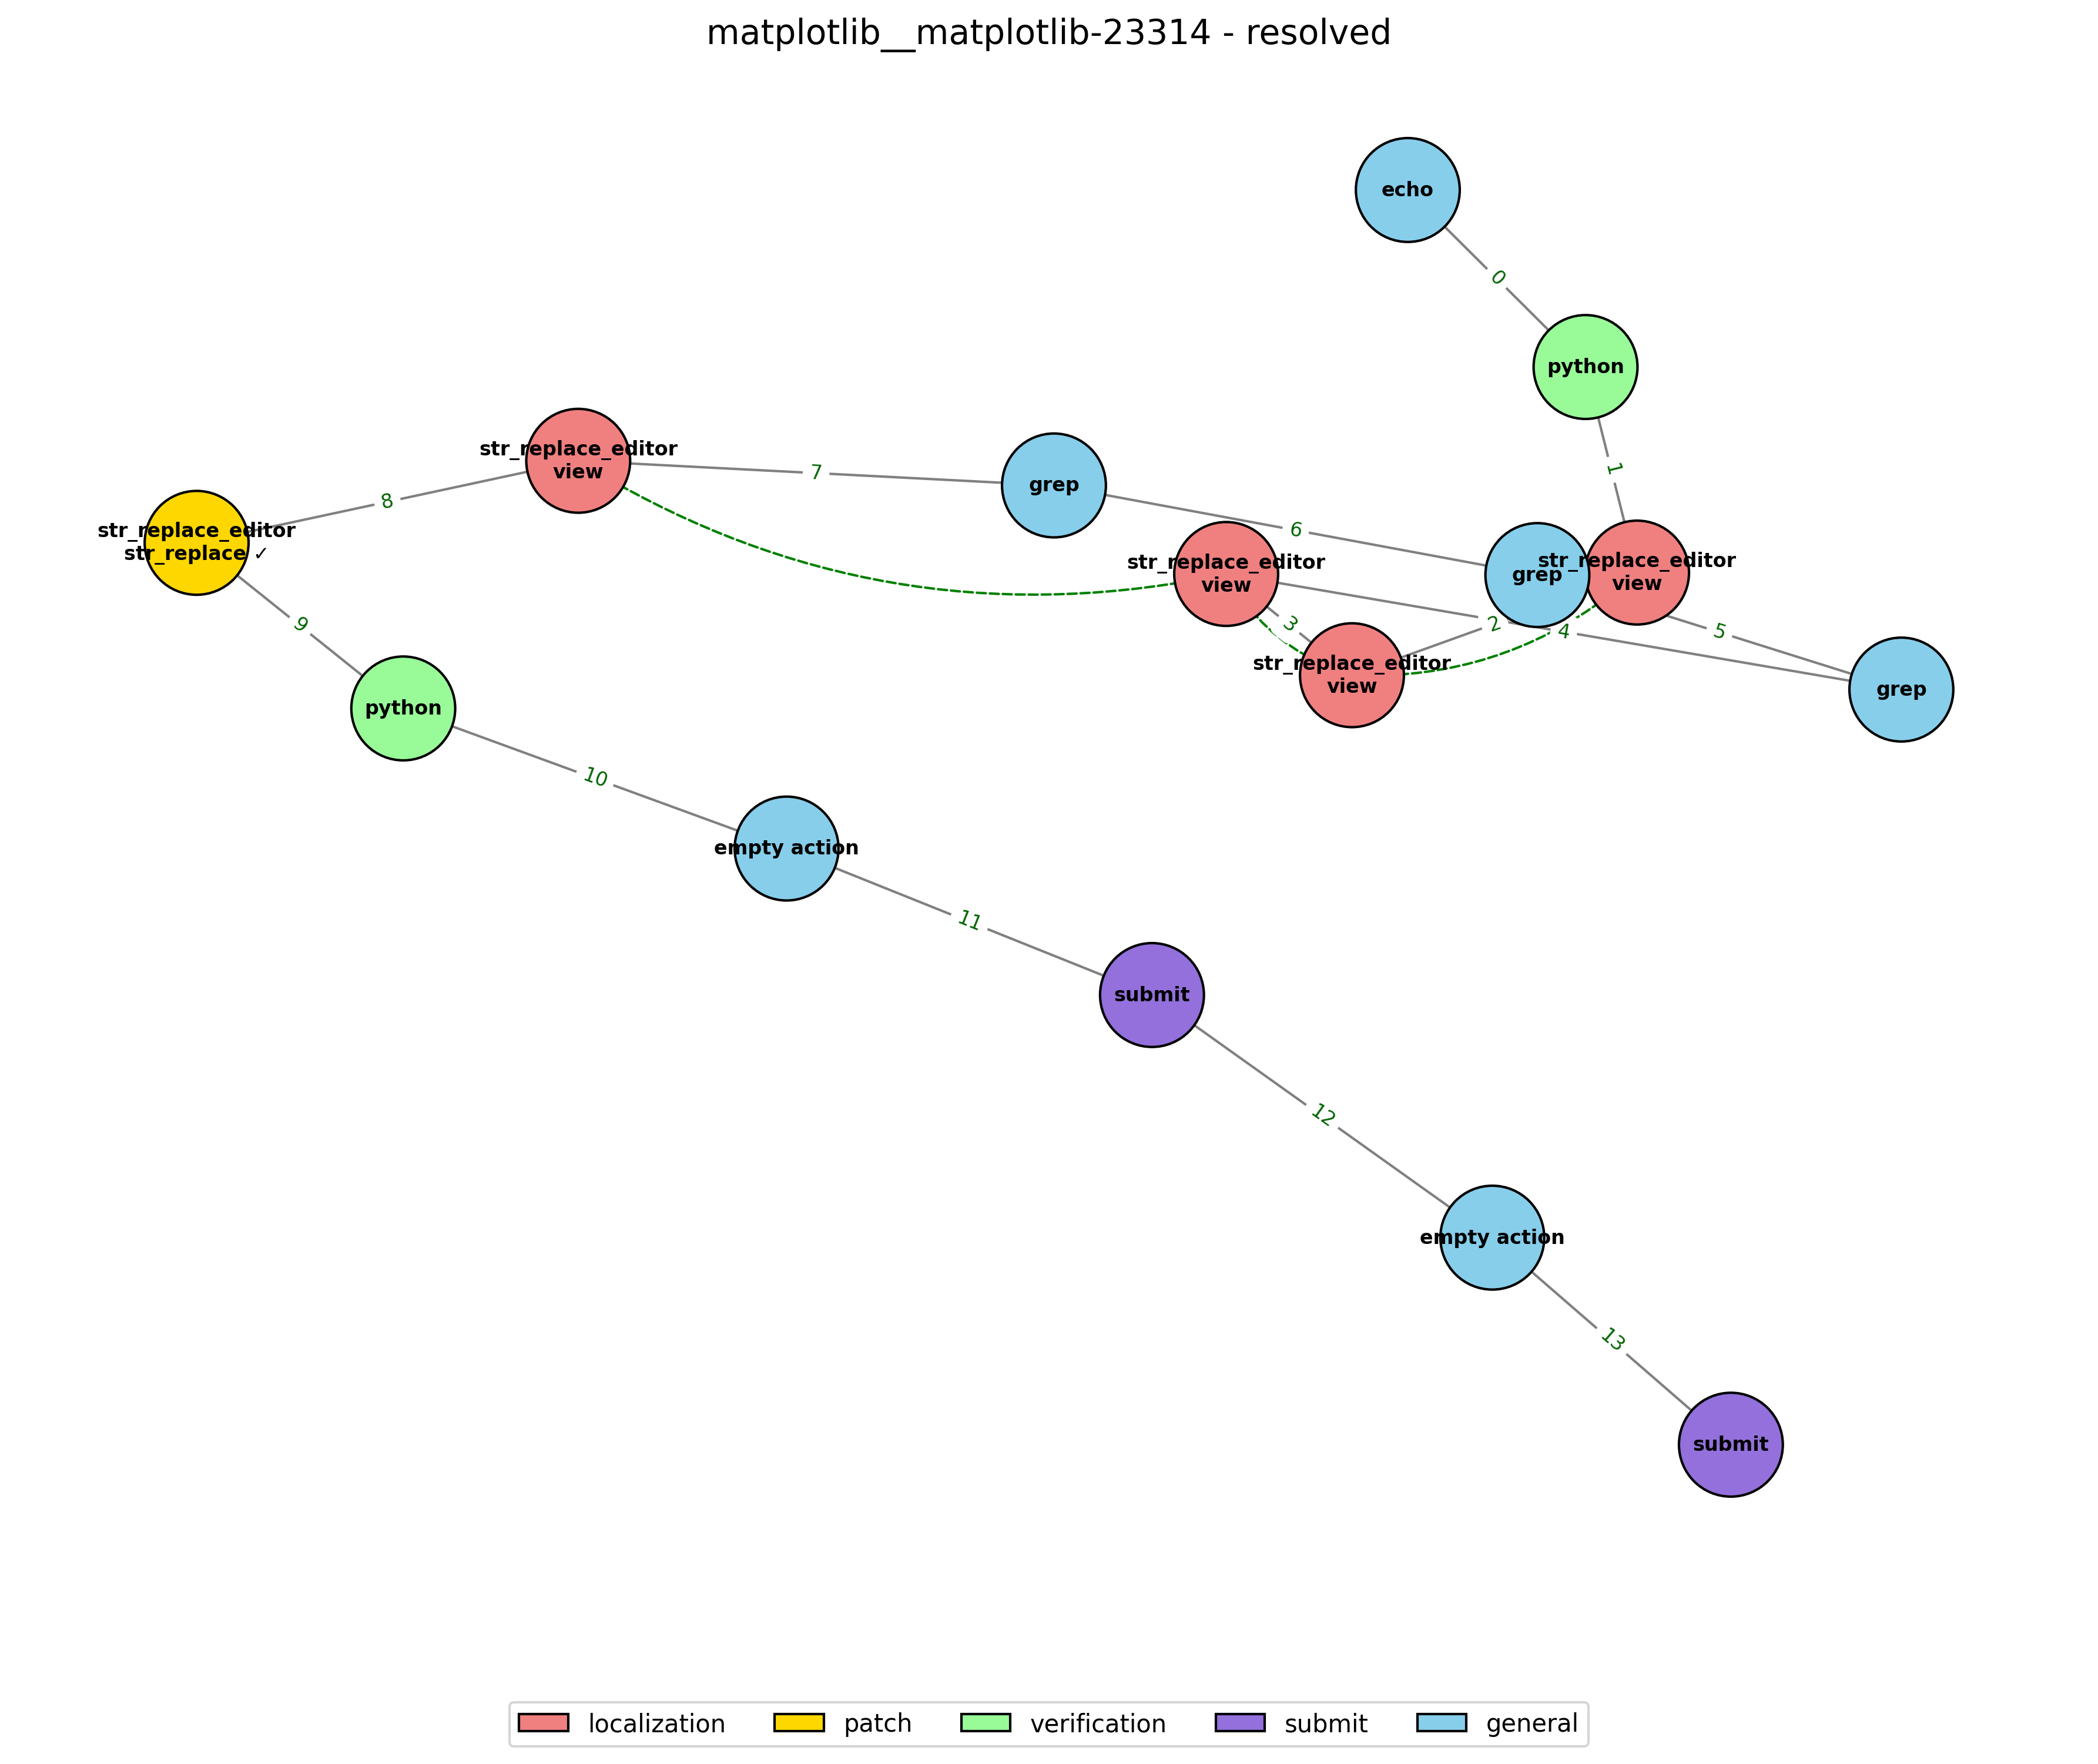 matplotlib__matplotlib-23314 - resolved
echo
0
python
1
str_replace_editor
view
7
grep
6
str_replace_editor
view
8
str_replace_editor
str_replace ✓
grep
str_replace_editor
view
3
2
4
5
str_replace_editor
view
grep
9
python
10
empty action
11
submit
12
empty action
13
submit
localization
patch
verification
submit
general